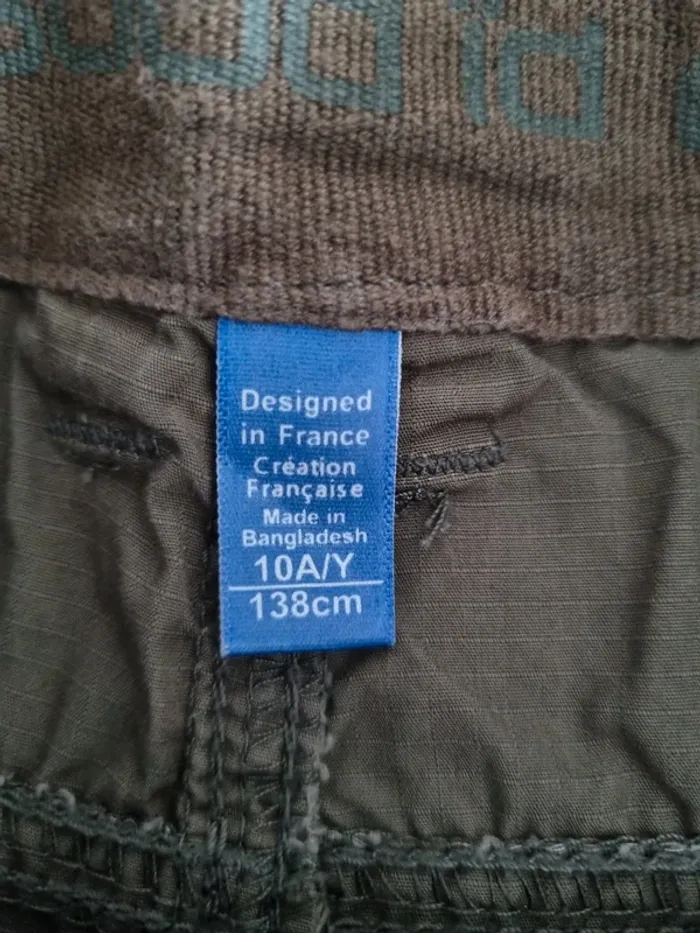 Designed
in France
Création
Française
Made in
Bangladesh
10A/Y
138cm